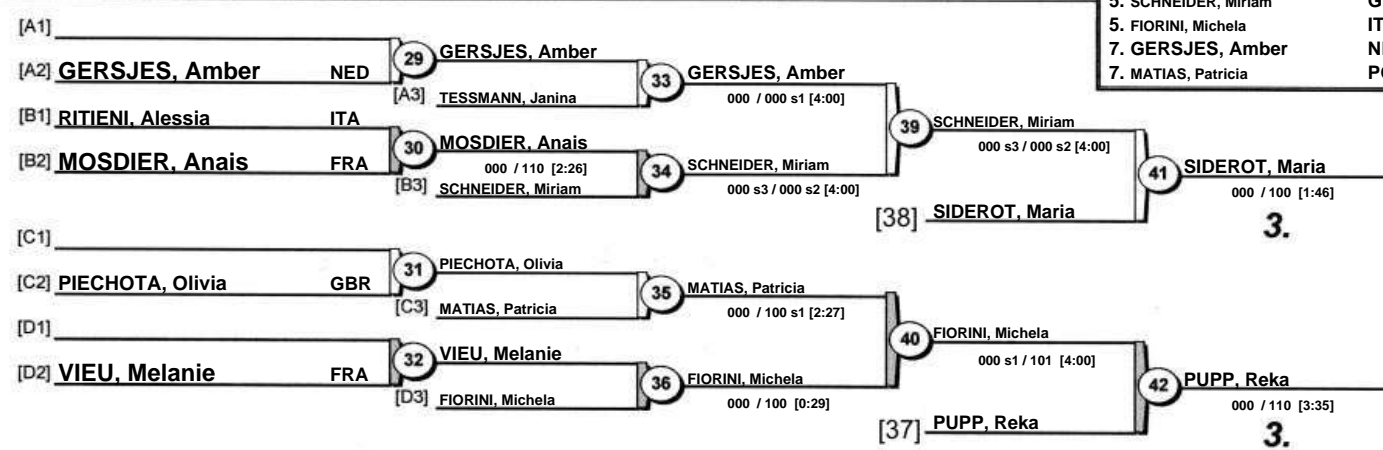 5. SCHNEIDER, Miriam G
5. FIORINI, Michela IT
7. GERSJES, Amber
7. MATIAS, Patricia
[A1]
[A2] GERSJES, Amber NED
29 GERSJES, Amber
[A3] TESSMANN, Janina
33 GERSJES, Amber
000 / 000 s1 [4:00]
[B1] RITIENI, Alessia ITA
[B2] MOSDIER, Anais FRA
30 MOSDIER, Anais
000 / 110 [2:26]
[B3] SCHNEIDER, Miriam
34 SCHNEIDER, Miriam
000 s3 / 000 s2 [4:00]
39 SCHNEIDER, Miriam
000 s3 / 000 s2 [4:00]
[38] SIDEROT, Maria
41 SIDEROT, Maria
000 / 100 [1:46]
3.
[C1]
[C2] PIECHOTA, Olivia GBR
31 PIECHOTA, Olivia
[C3] MATIAS, Patricia
35 MATIAS, Patricia
000 / 100 s1 [2:27]
[D1]
[D2] VIEU, Melanie FRA
32 VIEU, Melanie
[D3] FIORINI, Michela
36 FIORINI, Michela
000 / 100 [0:29]
40 FIORINI, Michela
000 s1 / 101 [4:00]
[37] PUPP, Reka
42 PUPP, Reka
000 / 110 [3:35]
3.